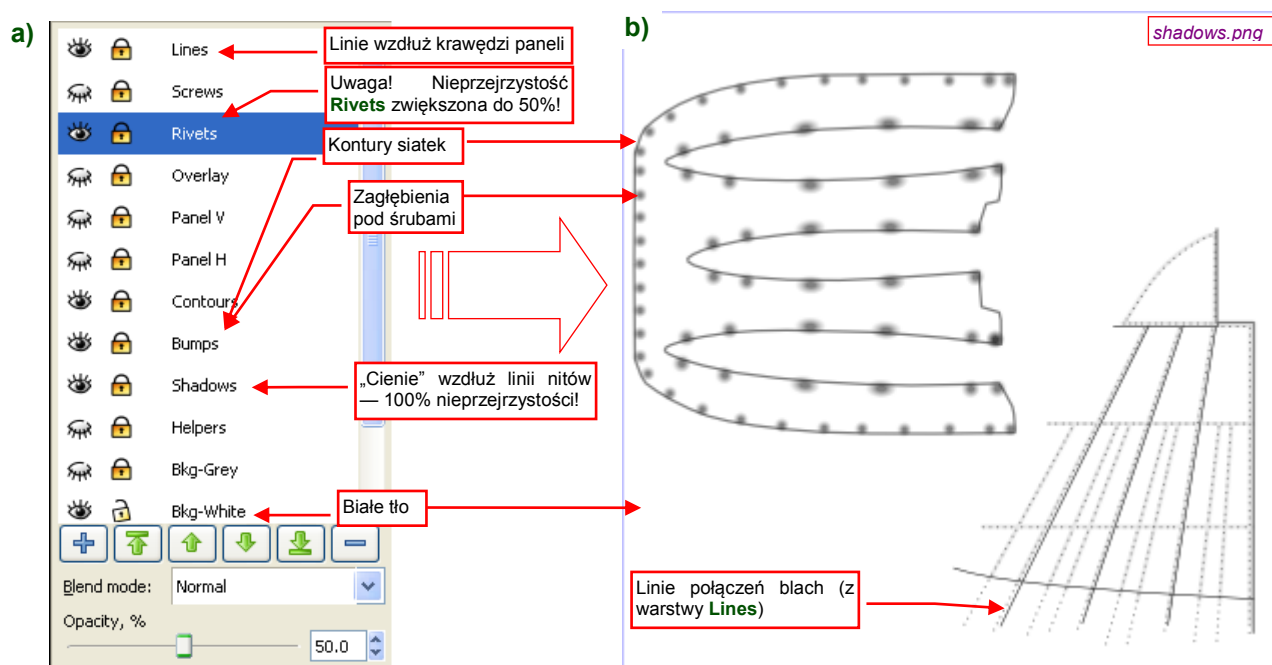 a)
Lines
Screws
Rivets
Overlay
Panel V
Panel H
Contours
Bumps
Shadows
Helpers
Bkg-Grey
Bkg-White
Blend mode:
Normal
Opacity, %
50.0
Linie wzdłuż krawędzi paneli
Uwaga! Nieprzejrzystość
Rivets zwiększona do 50%!
Kontury siatek
Zagłębienia
pod śrubami
„Cienie” wzdłuż linii nitów
— 100% nieprzejrzystości!
Białe tło
b)
shadows.png
Linie połączeń blach (z
warstwy Lines)